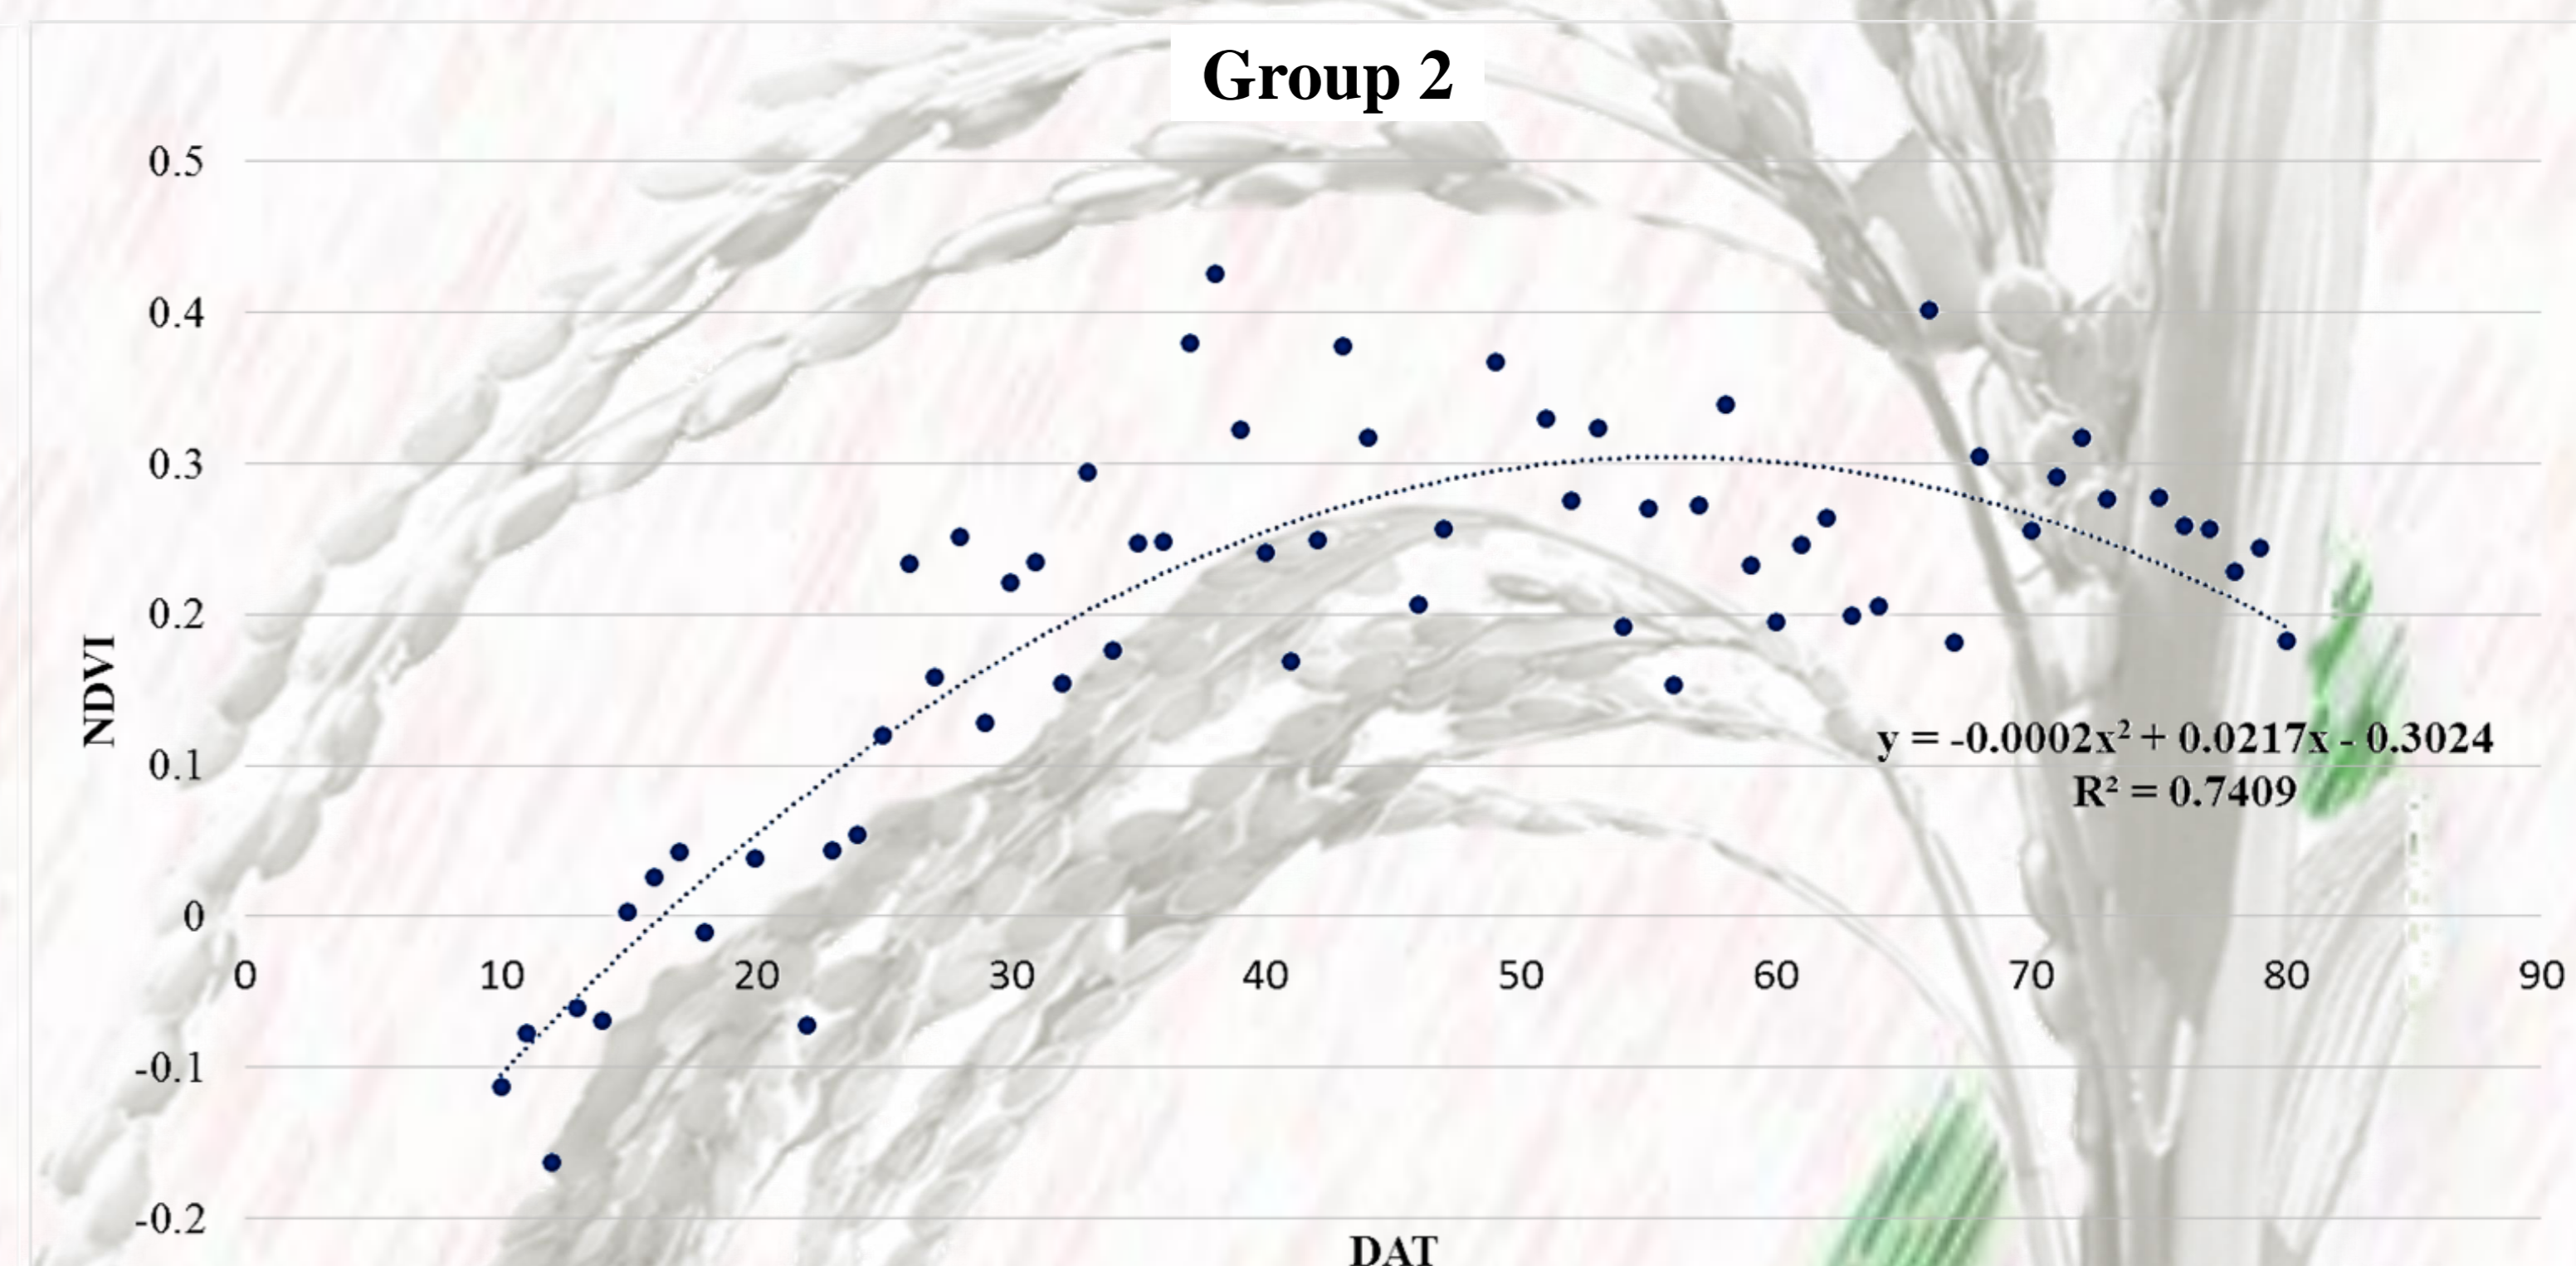 Group 2
0.5
0.4
0.3
0.2
0.1
0
-0.1
-0.2
NDVI
0 10 20 30 40 50 60 70 80 90
y = -0.0002x² + 0.0217x - 0.3024
R² = 0.7409
DAT